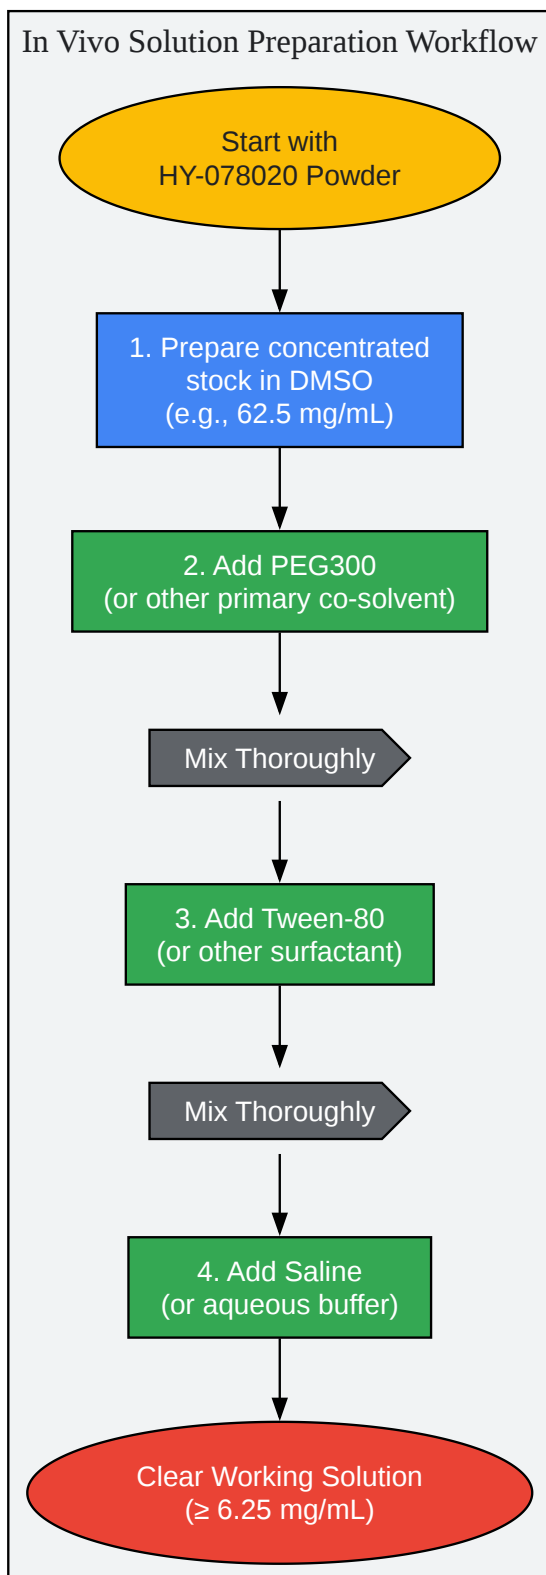 In Vivo Solution Preparation Workflow
Start with
HY-078020 Powder
1. Prepare concentrated
stock in DMSO
(e.g., 62.5 mg/mL)
2. Add PEG300
(or other primary co-solvent)
Mix Thoroughly
3. Add Tween-80
(or other surfactant)
Mix Thoroughly
4. Add Saline
(or aqueous buffer)
Clear Working Solution
(≥ 6.25 mg/mL)